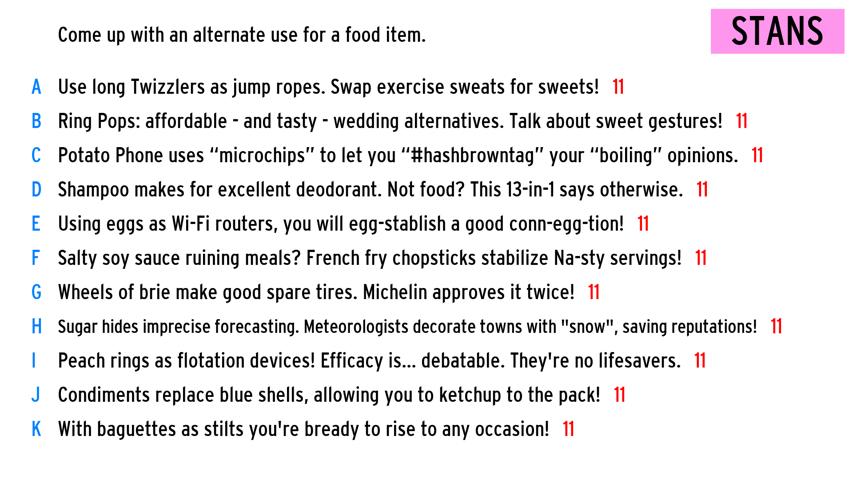 STANS
Come up with an alternate use for a food item.
A Use long Twizzlers as jump ropes. Swap exercise sweats for sweets! 11
B Ring Pops: affordable - and tasty - wedding alternatives. Talk about sweet gestures! 11
C Potato Phone uses “microchips” to let you “#hashbrowntag” your “boiling” opinions. 11
D Shampoo makes for excellent deodorant. Not food? This 13-in-1 says otherwise. 11
E Using eggs as Wi-Fi routers, you will egg-stablish a good conn-egg-tion! 11
F Salty soy sauce ruining meals? French fry chopsticks stabilize Na-sty servings! 11
G Wheels of brie make good spare tires. Michelin approves it twice! 11
H Sugar hides imprecise forecasting. Meteorologists decorate towns with "snow", saving reputations! 11
I Peach rings as flotation devices! Efficacy is... debatable. They're no lifesavers. 11
J Condiments replace blue shells, allowing you to ketchup to the pack! 11
K With baguettes as stilts you're bready to rise to any occasion! 11